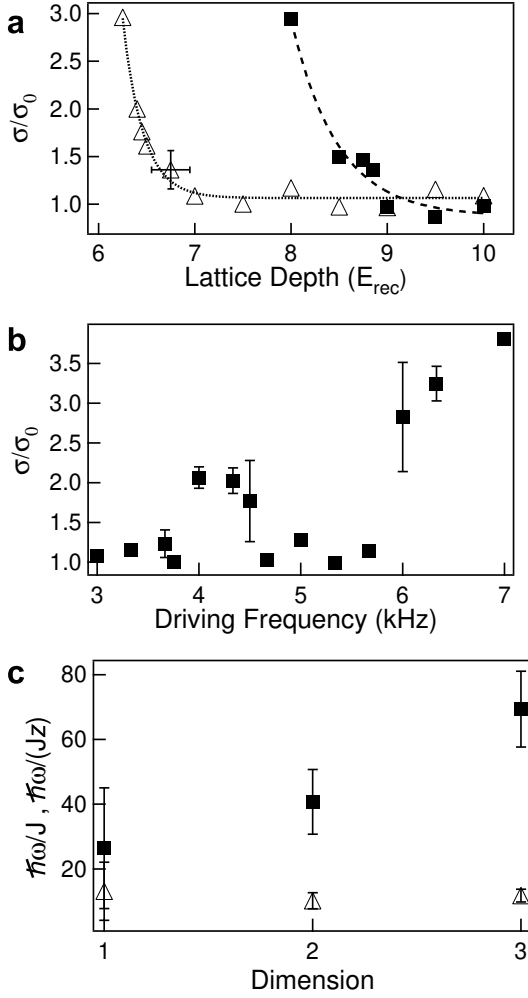 a
3.0
2.5
2.0
1.5
1.0
σ/σ₀
6 7 8 9 10
Lattice Depth (E_rec)
b
3.5
3.0
2.5
2.0
1.5
1.0
σ/σ₀
3 4 5 6 7
Driving Frequency (kHz)
c
80
60
40
20
ℏω/J , ℏω/(Jz)
1 2 3
Dimension